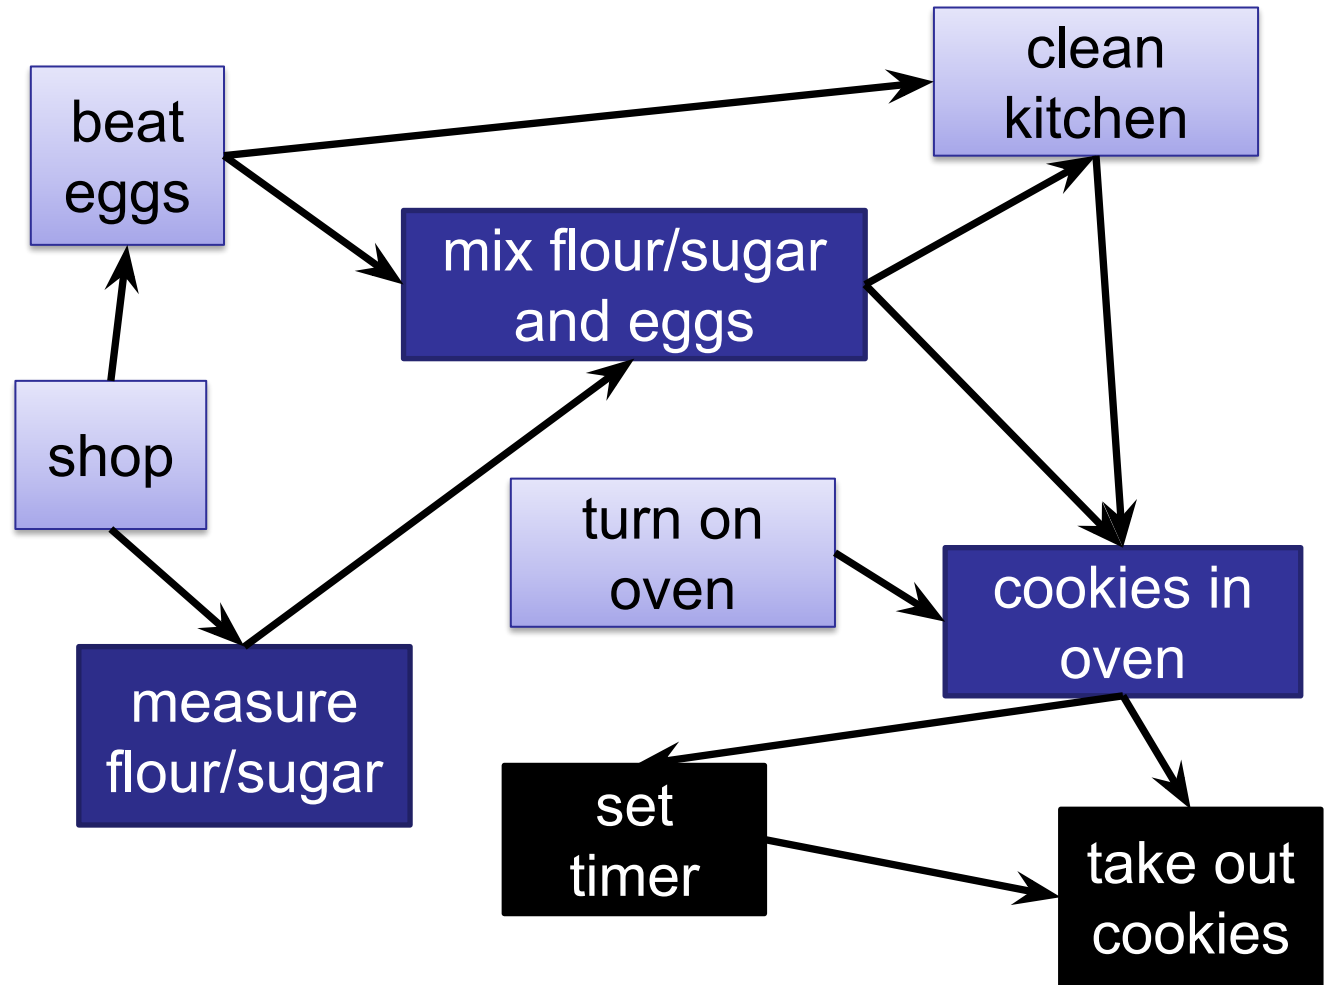 clean
kitchen
beat
eggs
mix flour/sugar
and eggs
shop
turn on
oven
cookies in
oven
measure
flour/sugar
set
timer
take out
cookies